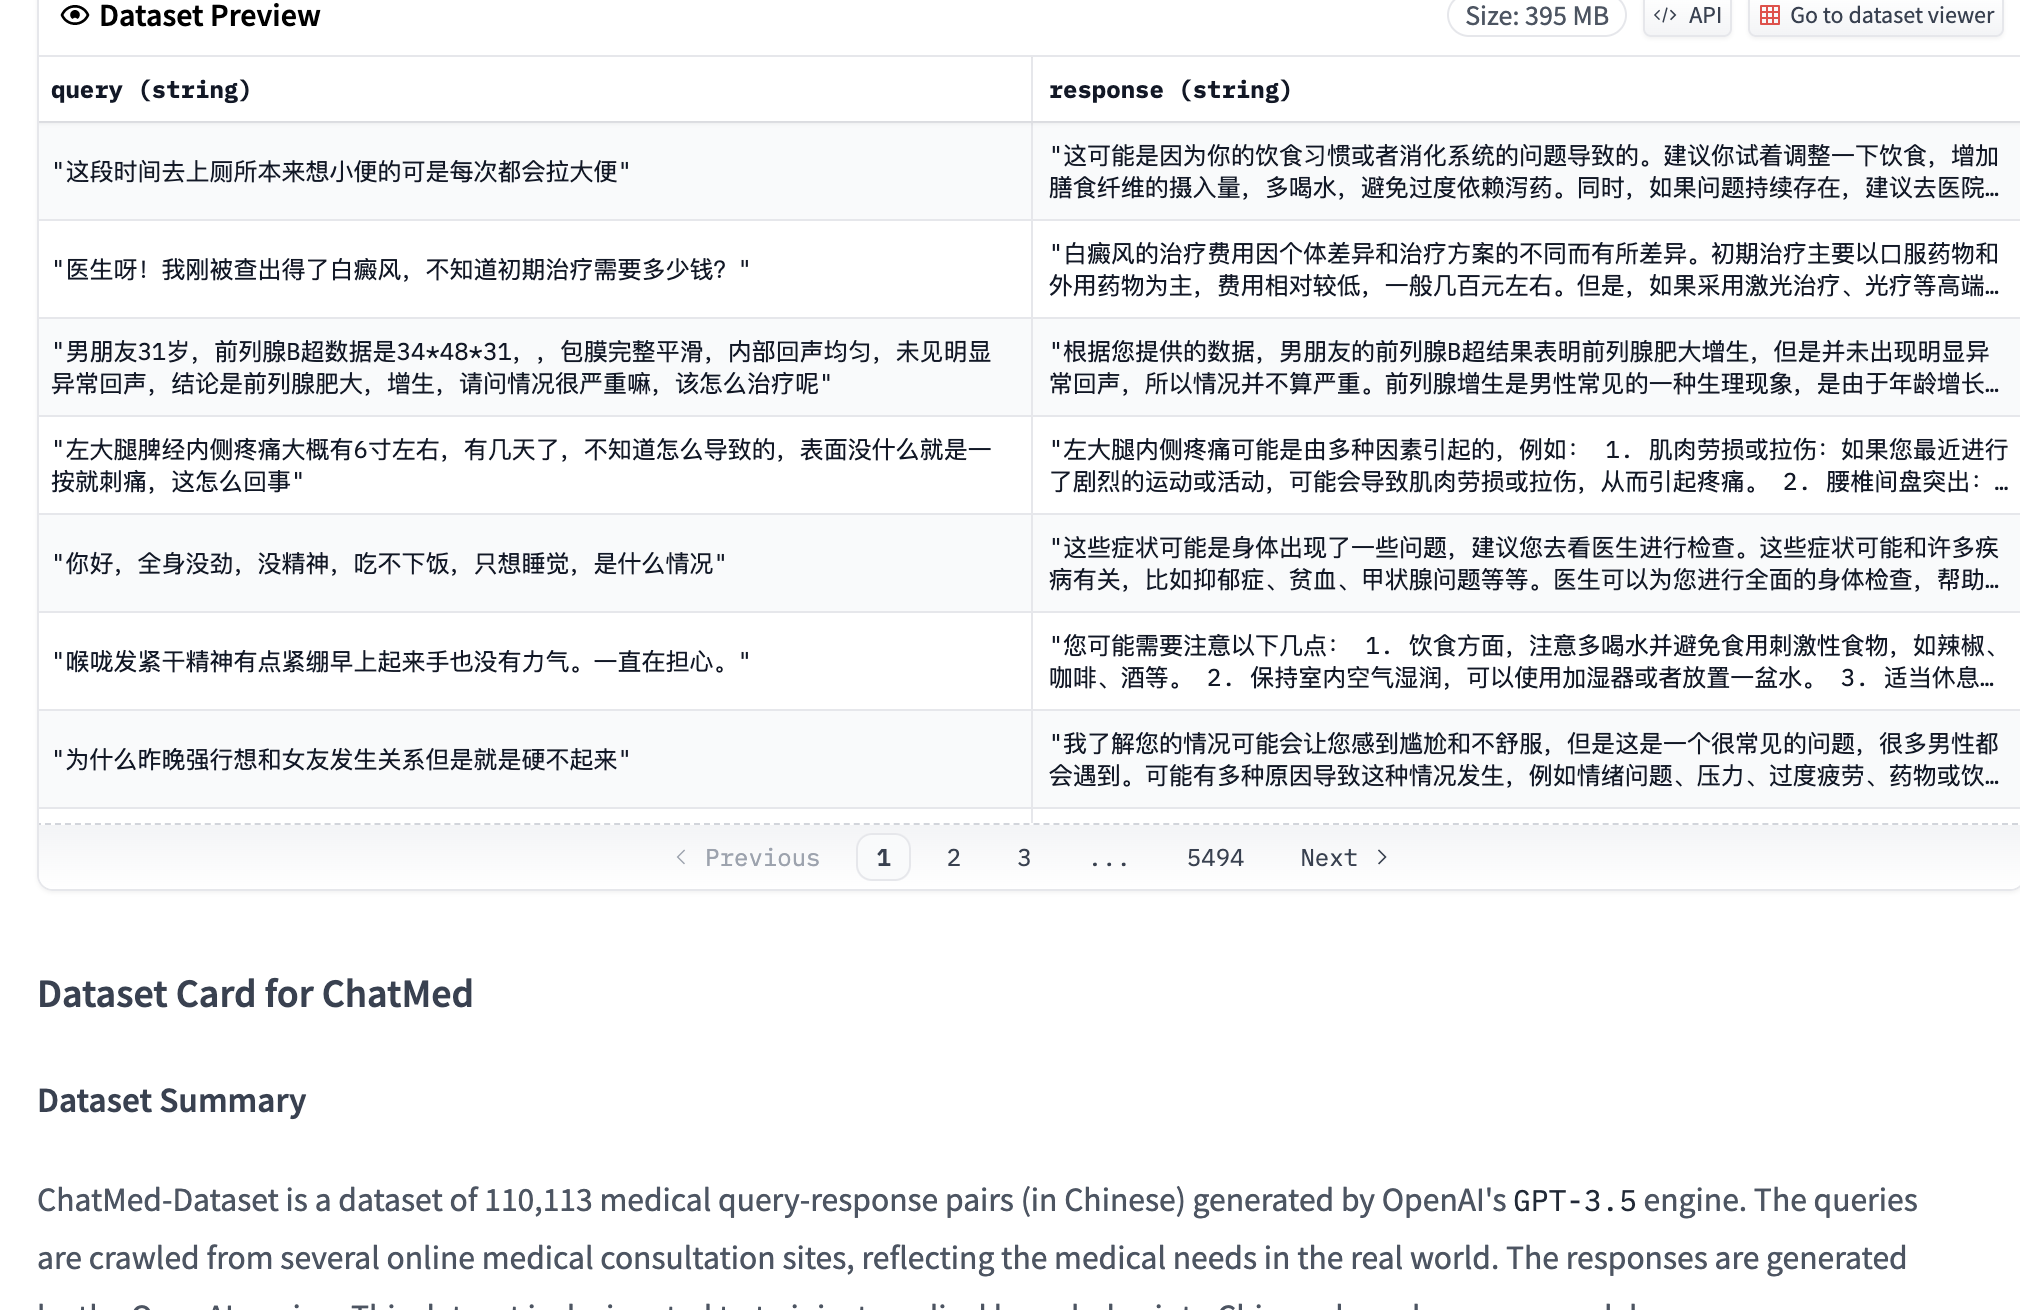 Dataset Preview
Size: 395 MB
</> API
Go to dataset viewer
query (string)
response (string)
"这段时间去上厕所本来想小便的可是每次都会拉大便"
"这可能是因为你的饮食习惯或者消化系统的问题导致的。建议你试着调整一下饮食，增加
膳食纤维的摄入量，多喝水，避免过度依赖泻药。同时，如果问题持续存在，建议去医院…
"医生呀！我刚被查出得了白癜风，不知道初期治疗需要多少钱？"
"白癜风的治疗费用因个体差异和治疗方案的不同而有所差异。初期治疗主要以口服药物和
外用药物为主，费用相对较低，一般几百元左右。但是，如果采用激光治疗、光疗等高端…
"男朋友31岁，前列腺B超数据是34*48*31，，包膜完整平滑，内部回声均匀，未见明显
异常回声，结论是前列腺肥大，增生，请问情况很严重嘛，该怎么治疗呢"
"根据您提供的数据，男朋友的前列腺B超结果表明前列腺肥大增生，但是并未出现明显异
常回声，所以情况并不算严重。前列腺增生是男性常见的一种生理现象，是由于年龄增长…
"左大腿脾经内侧疼痛大概有6寸左右，有几天了，不知道怎么导致的，表面没什么就是一
按就刺痛，这怎么回事"
"左大腿内侧疼痛可能是由多种因素引起的，例如： 1. 肌肉劳损或拉伤：如果您最近进行
了剧烈的运动或活动，可能会导致肌肉劳损或拉伤，从而引起疼痛。 2. 腰椎间盘突出：…
"你好，全身没劲，没精神，吃不下饭，只想睡觉，是什么情况"
"这些症状可能是身体出现了一些问题，建议您去看医生进行检查。这些症状可能和许多疾
病有关，比如抑郁症、贫血、甲状腺问题等等。医生可以为您进行全面的身体检查，帮助…
"喉咙发紧干精神有点紧绷早上起来手也没有力气。一直在担心。"
"您可能需要注意以下几点： 1. 饮食方面，注意多喝水并避免食用刺激性食物，如辣椒、
咖啡、酒等。 2. 保持室内空气湿润，可以使用加湿器或者放置一盆水。 3. 适当休息…
"为什么昨晚强行想和女友发生关系但是就是硬不起来"
"我了解您的情况可能会让您感到尴尬和不舒服，但是这是一个很常见的问题，很多男性都
会遇到。可能有多种原因导致这种情况发生，例如情绪问题、压力、过度疲劳、药物或饮…
< Previous 1 2 3 ... 5494 Next >
Dataset Card for ChatMed
Dataset Summary
ChatMed-Dataset is a dataset of 110,113 medical query-response pairs (in Chinese) generated by OpenAI's GPT-3.5 engine. The queries
are crawled from several online medical consultation sites, reflecting the medical needs in the real world. The responses are generated